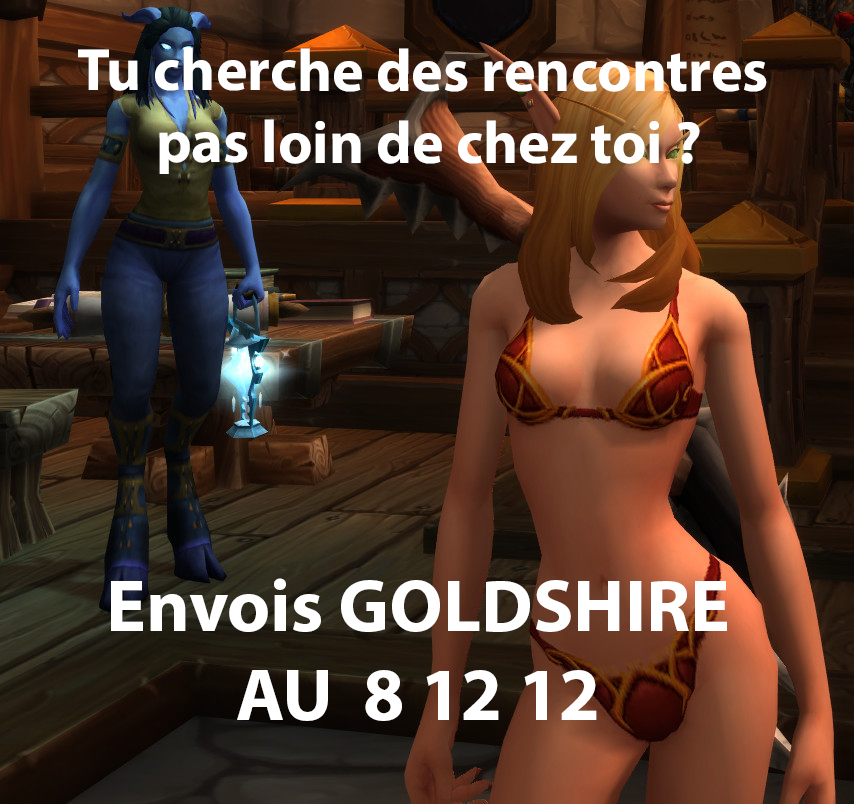 Tu cherche des rencontres
pas loin de chez toi ?
Envois GOLDSHIRE
AU 8 12 12